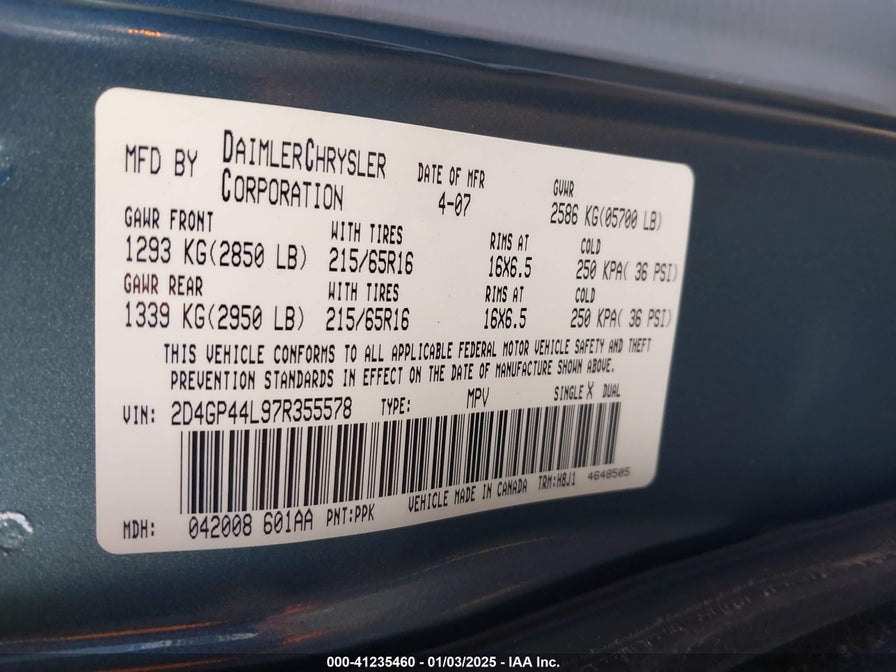 MFD BY DAIMLERCHRYSLER CORPORATION DATE OF MFR 4-07 GVWR 2586 KG(05700 LB)
GAWR FRONT WITH TIRES RIMS AT COLD
1293 KG(2850 LB) 215/65R16 16X6.5 250 KPA( 36 PSI)
GAWR REAR WITH TIRES RIMS AT COLD
1339 KG(2950 LB) 215/65R16 16X6.5 250 KPA( 36 PSI)
THIS VEHICLE CONFORMS TO ALL APPLICABLE FEDERAL MOTOR VEHICLE SAFETY AND THEFT
PREVENTION STANDARDS IN EFFECT ON THE DATE OF MANUFACTURE SHOWN ABOVE.
VIN: 2D4GP44L97R355578 TYPE: MPV SINGLE X DUAL
MDH: 042008 601AA PNT:PPK VEHICLE MADE IN CANADA TRM:H8J1 4648505
000-41235460 - 01/03/2025 - IAA Inc.